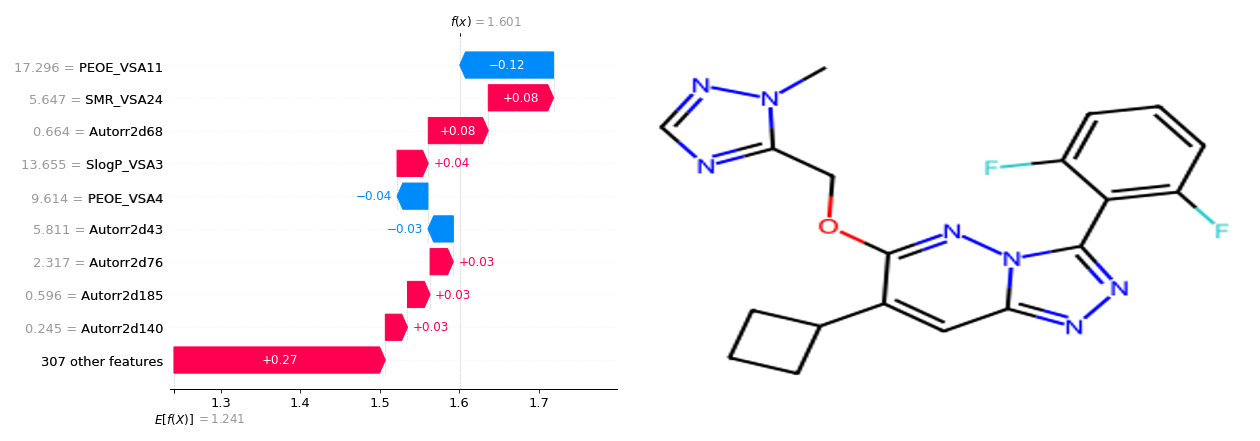 f(x) = 1.601
17.296 = PEOE_VSA11
−0.12
5.647 = SMR_VSA24
+0.08
0.664 = Autorr2d68
+0.08
13.655 = SlogP_VSA3
+0.04
9.614 = PEOE_VSA4
−0.04
5.811 = Autorr2d43
−0.03
2.317 = Autorr2d76
+0.03
0.596 = Autorr2d185
+0.03
0.245 = Autorr2d140
+0.03
307 other features
+0.27
1.3 1.4 1.5 1.6 1.7
E[f(X)] = 1.241
N
N
N
F
F
O
N
N
N
N